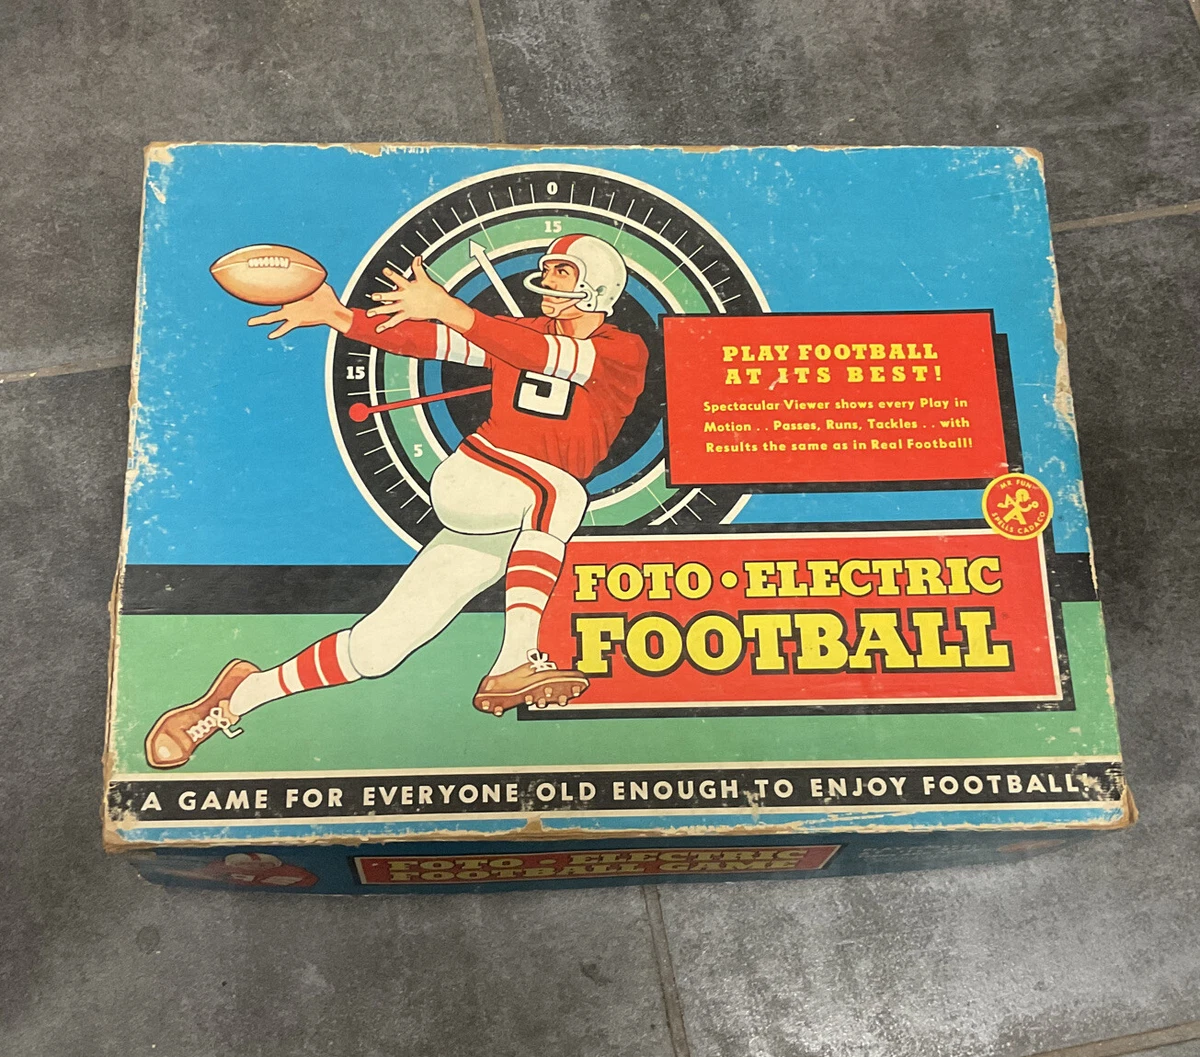 0
15
15
5
5
PLAY FOOTBALL
AT ITS BEST!
Spectacular Viewer shows every Play in
Motion . . Passes, Runs, Tackles . . with
Results the same as in Real Football!
"MR FUN"
SPELLS CADACO
FOTO • ELECTRIC
FOOTBALL
A GAME FOR EVERYONE OLD ENOUGH TO ENJOY FOOTBALL!
FOTO • ELECTRIC
FOOTBALL GAME